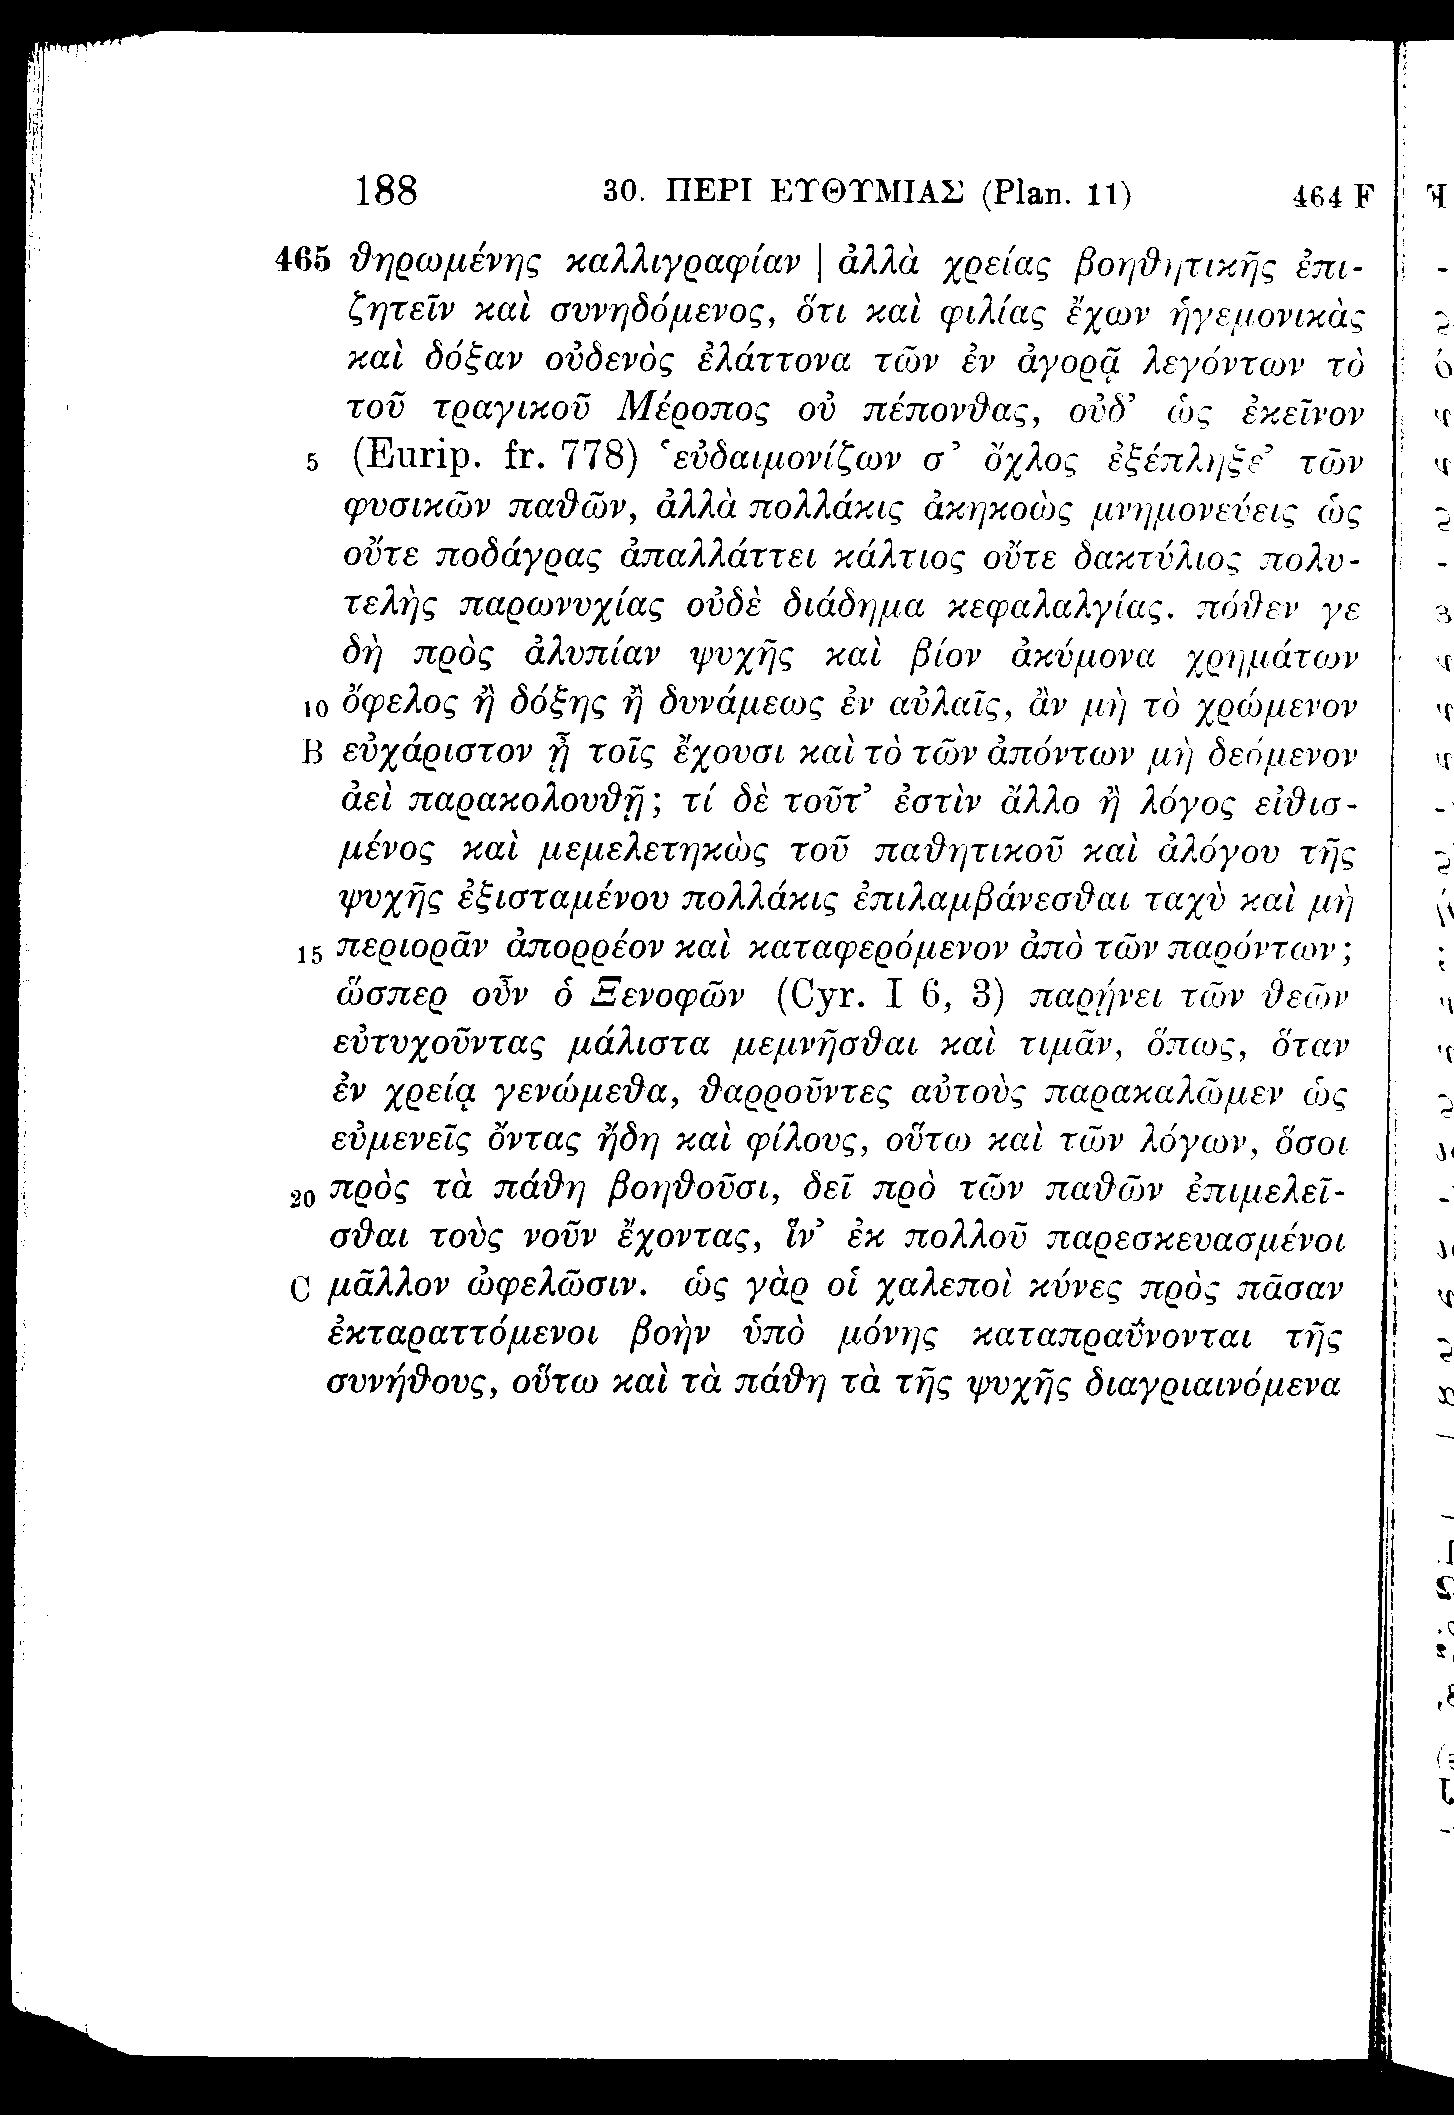 188 30. ΠΕΡΙ ΕΥΘΥΜΙΑΣ (Plan. 11) 464 F
465 θηρωμένης καλλιγραφίαν | ἀλλὰ χρείας βοηθητικῆς ἐπι-
ζητεῖν καὶ συνηδόμενος, ὅτι καὶ φιλίας ἔχων ἡγεμονικὰς
καὶ δόξαν οὐδενὸς ἐλάττονα τῶν ἐν ἀγορᾷ λεγόντων τὸ
τοῦ τραγικοῦ Μέροπος οὐ πέπονθας, οὐδ’ ὡς ἐκεῖνον
5 (Eurip. fr. 778) ‘εὐδαιμονίζων σ’ ὄχλος ἐξέπληξε’ τῶν
φυσικῶν παθῶν, ἀλλὰ πολλάκις ἀκηκοὼς μνημονεύεις ὡς
οὔτε ποδάγρας ἀπαλλάττει κάλτιος οὔτε δακτύλιος πολυ-
τελὴς παρωνυχίας οὐδὲ διάδημα κεφαλαλγίας. πόθεν γε
δὴ πρὸς ἀλυπίαν ψυχῆς καὶ βίον ἀκύμονα χρημάτων
10 ὄφελος ἢ δόξης ἢ δυνάμεως ἐν αὐλαῖς, ἂν μὴ τὸ χρώμενον
B εὐχάριστον ᾖ τοῖς ἔχουσι καὶ τὸ τῶν ἀπόντων μὴ δεόμενον
ἀεὶ παρακολουθῇ; τί δὲ τοῦτ’ ἐστὶν ἄλλο ἢ λόγος εἰθισ-
μένος καὶ μεμελετηκὼς τοῦ παθητικοῦ καὶ ἀλόγου τῆς
ψυχῆς ἐξισταμένου πολλάκις ἐπιλαμβάνεσθαι ταχὺ καὶ μὴ
15 περιορᾶν ἀπορρέον καὶ καταφερόμενον ἀπὸ τῶν παρόντων;
ὥσπερ οὖν ὁ Ξενοφῶν (Cyr. I 6, 3) παρῄνει τῶν θεῶν
εὐτυχοῦντας μάλιστα μεμνῆσθαι καὶ τιμᾶν, ὅπως, ὅταν
ἐν χρείᾳ γενώμεθα, θαρροῦντες αὐτοὺς παρακαλῶμεν ὡς
εὐμενεῖς ὄντας ἤδη καὶ φίλους, οὕτω καὶ τῶν λόγων, ὅσοι
20 πρὸς τὰ πάθη βοηθοῦσι, δεῖ πρὸ τῶν παθῶν ἐπιμελεῖ-
σθαι τοὺς νοῦν ἔχοντας, ἵν’ ἐκ πολλοῦ παρεσκευασμένοι
C μᾶλλον ὠφελῶσιν. ὡς γὰρ οἱ χαλεποὶ κύνες πρὸς πᾶσαν
ἐκταραττόμενοι βοὴν ὑπὸ μόνης καταπραΰνονται τῆς
συνήθους, οὕτω καὶ τὰ πάθη τὰ τῆς ψυχῆς διαγριαινόμενα